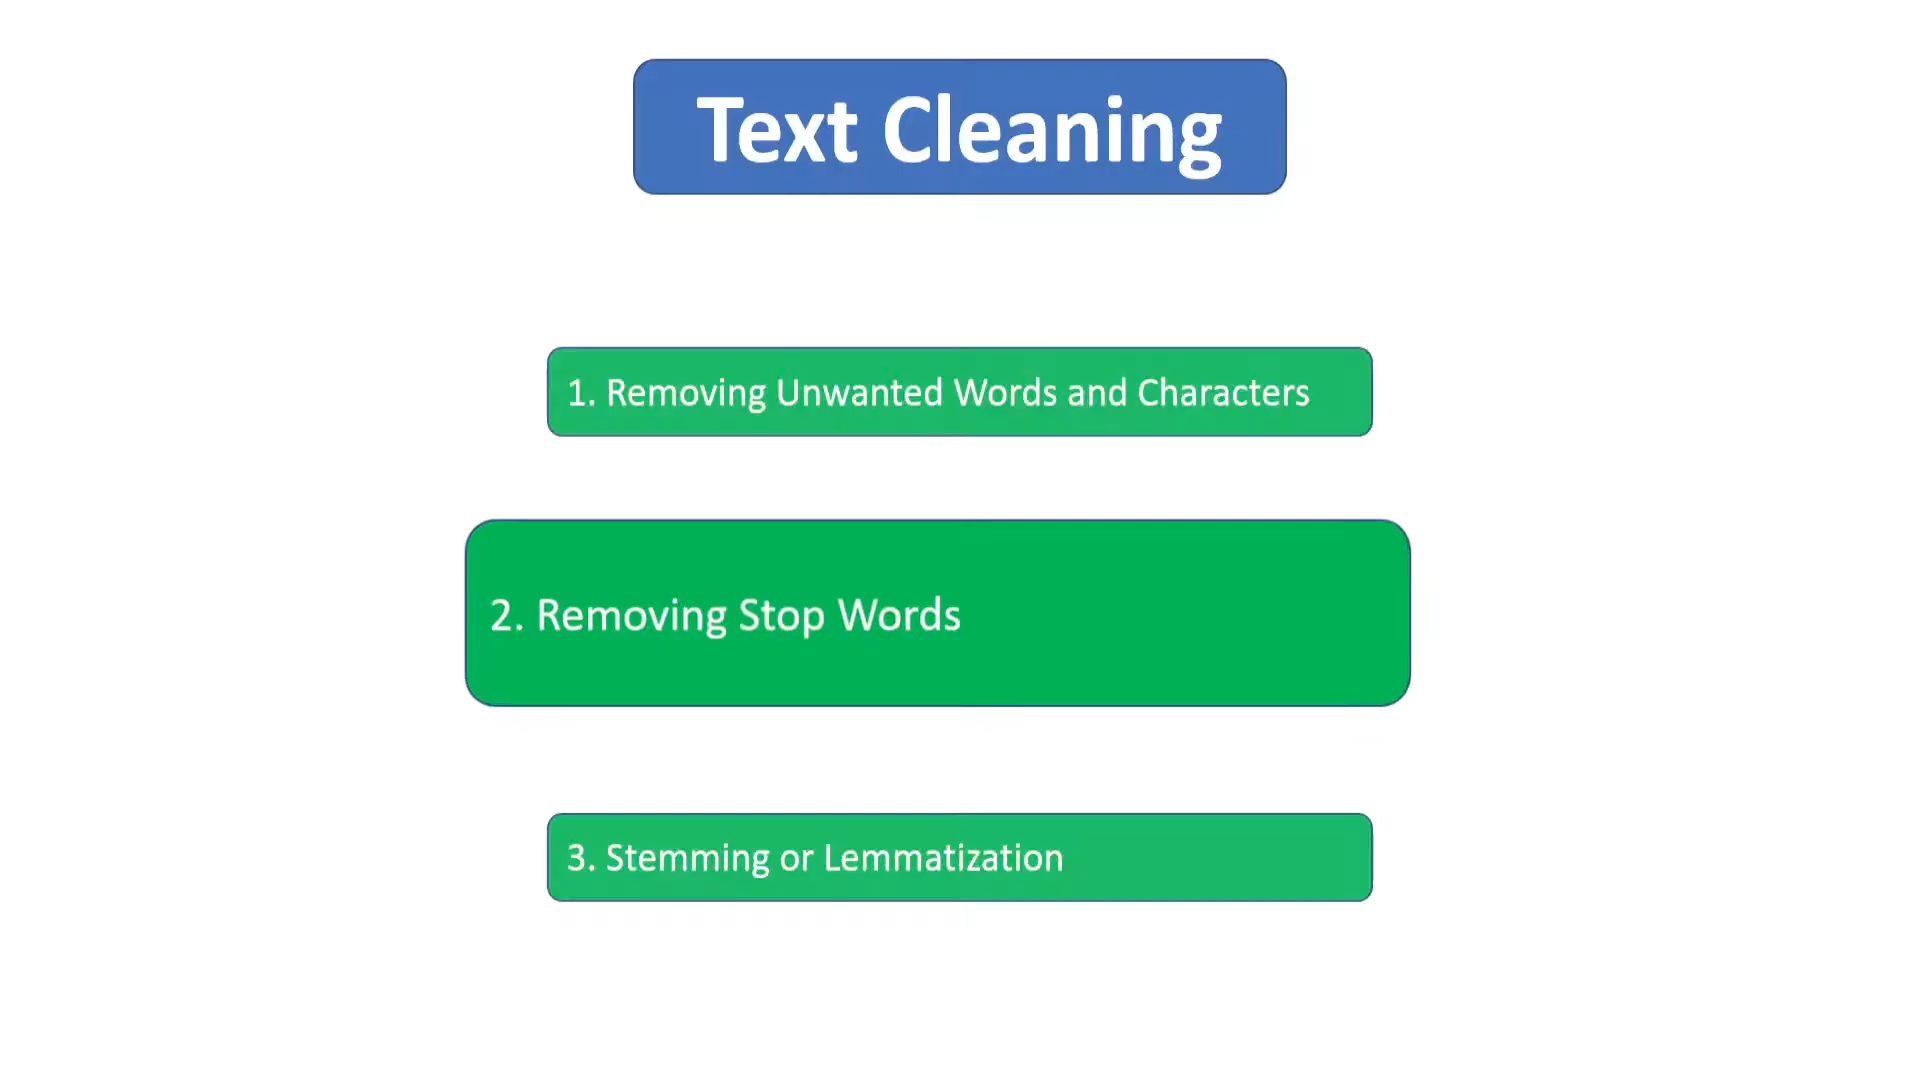 Text Cleaning
1. Removing Unwanted Words and Characters
2. Removing Stop Words
3. Stemming or Lemmatization